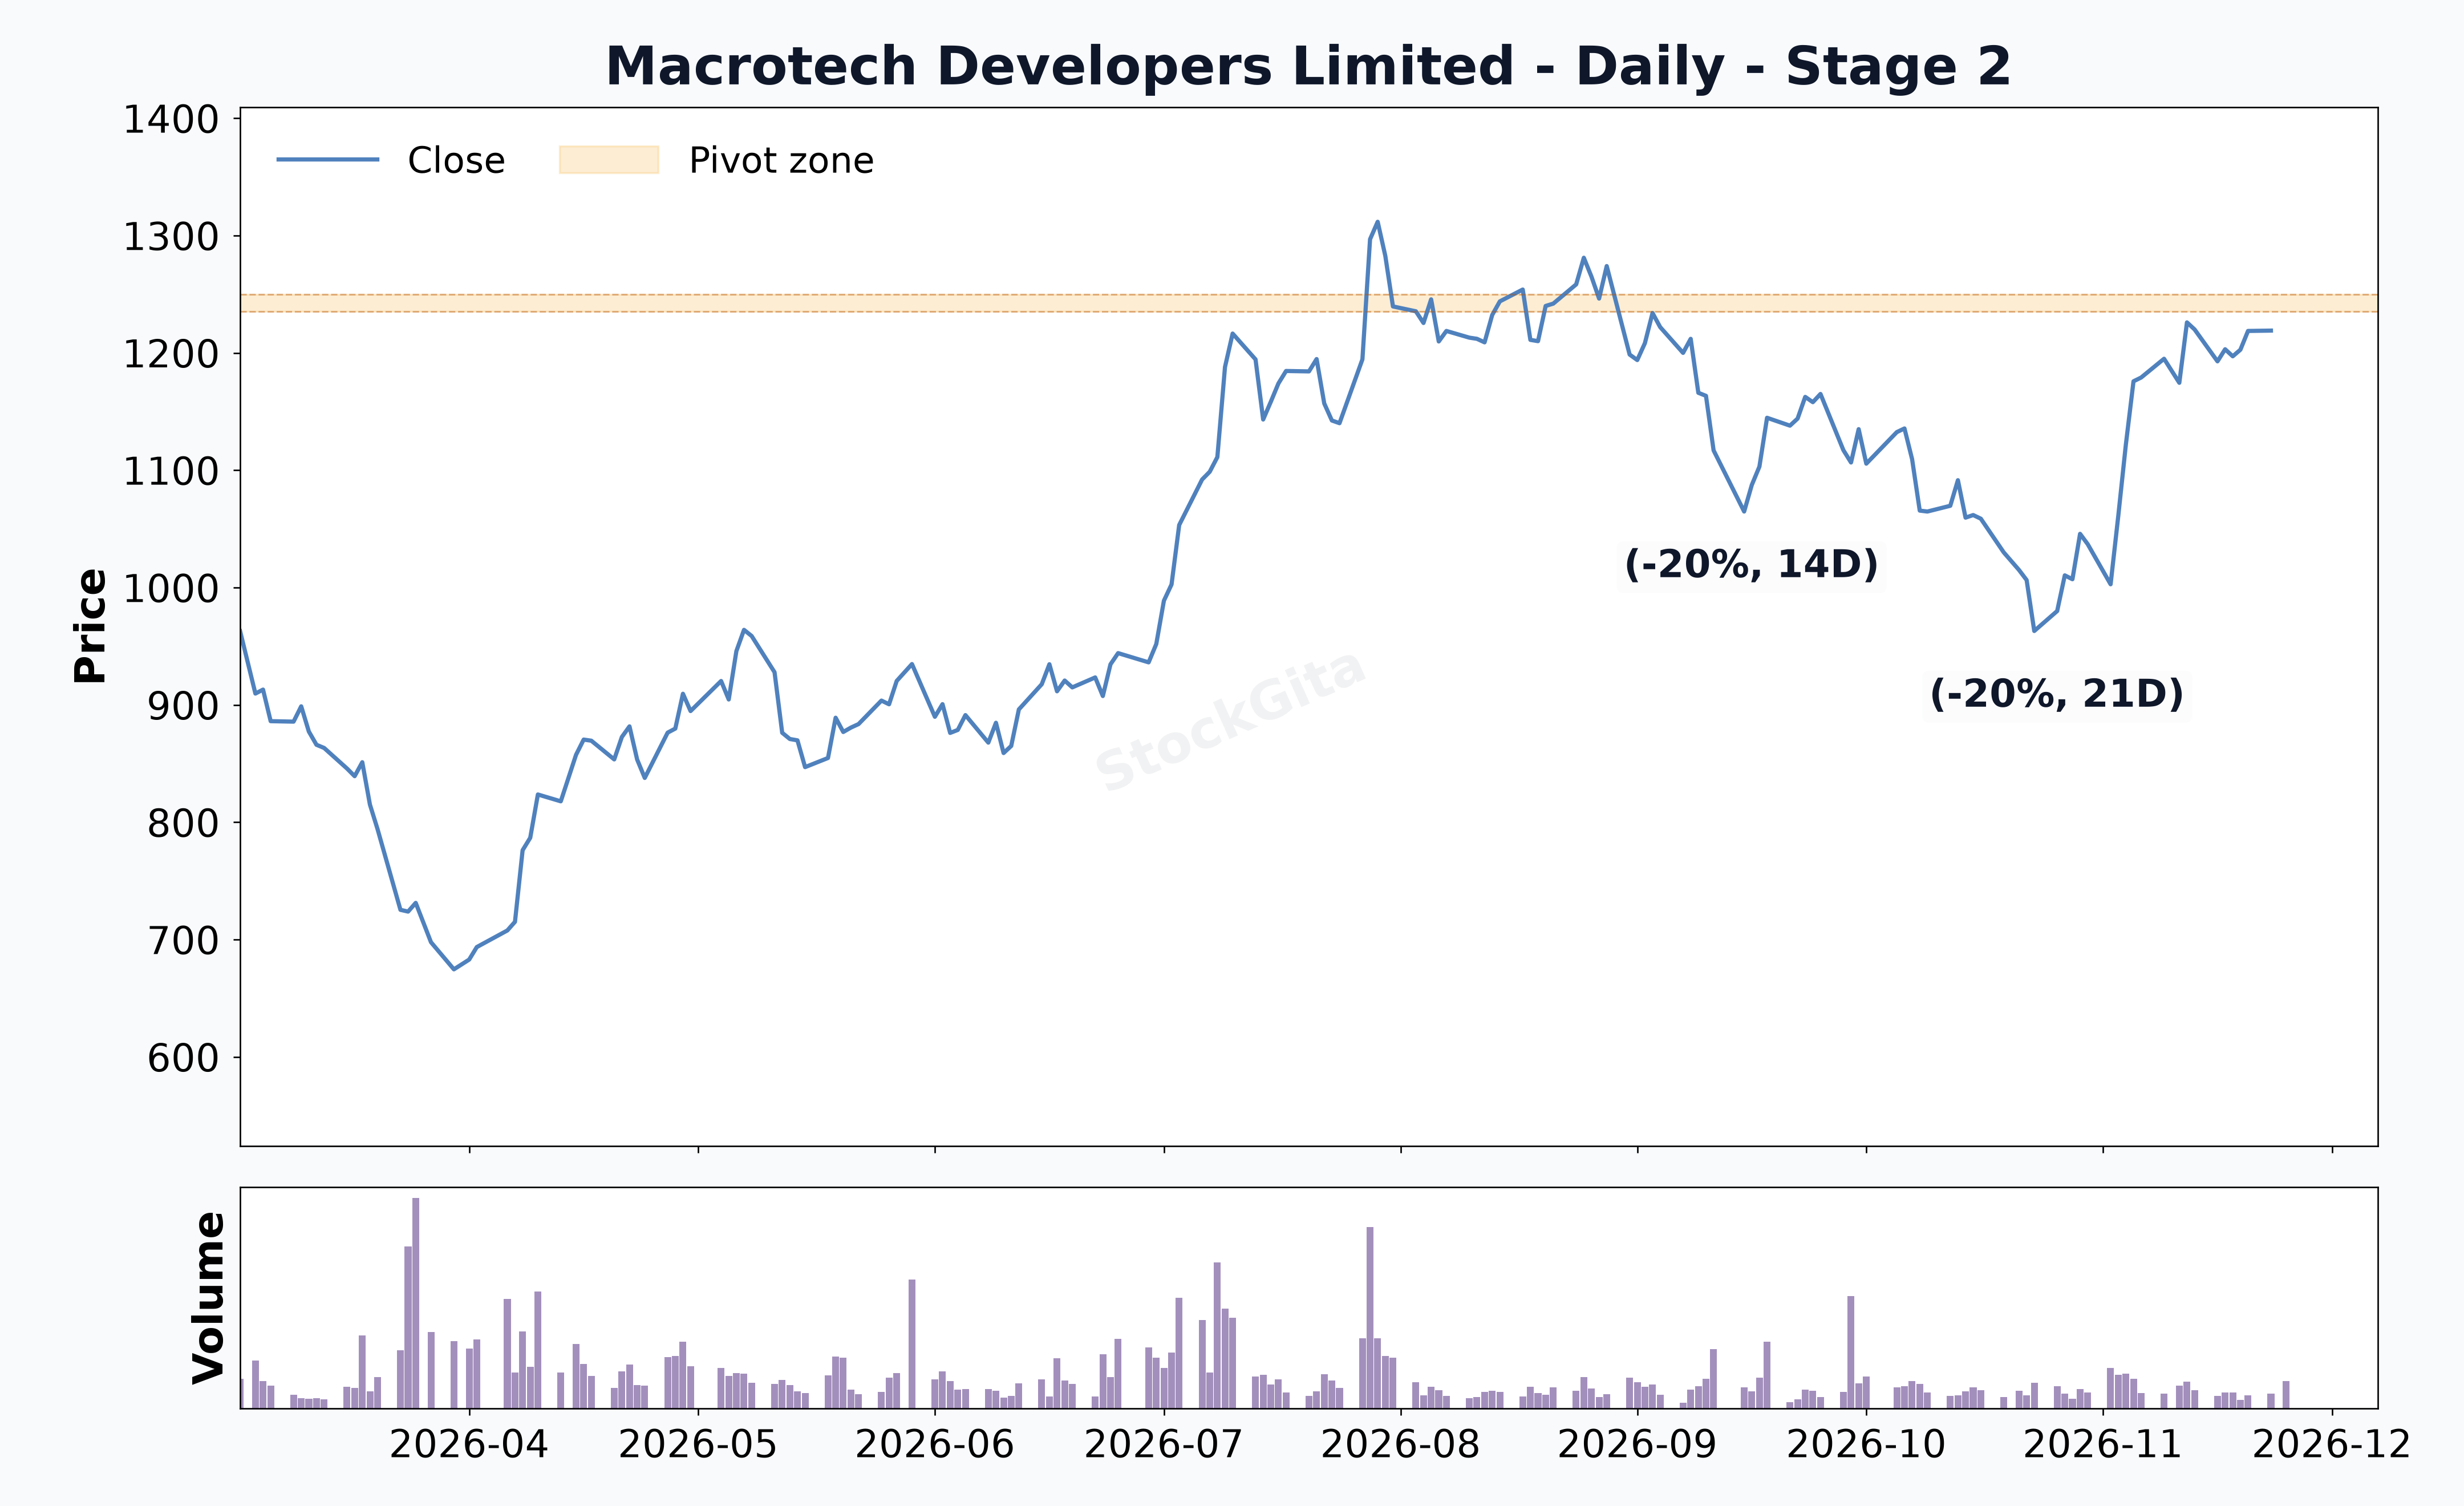 Macrotech Developers Limited - Daily - Stage 2
Close
Pivot zone
1400
1300
1200
1100
1000
900
800
700
600
Price
(-20%, 14D)
(-20%, 21D)
StockGita
Volume
2026-04
2026-05
2026-06
2026-07
2026-08
2026-09
2026-10
2026-11
2026-12